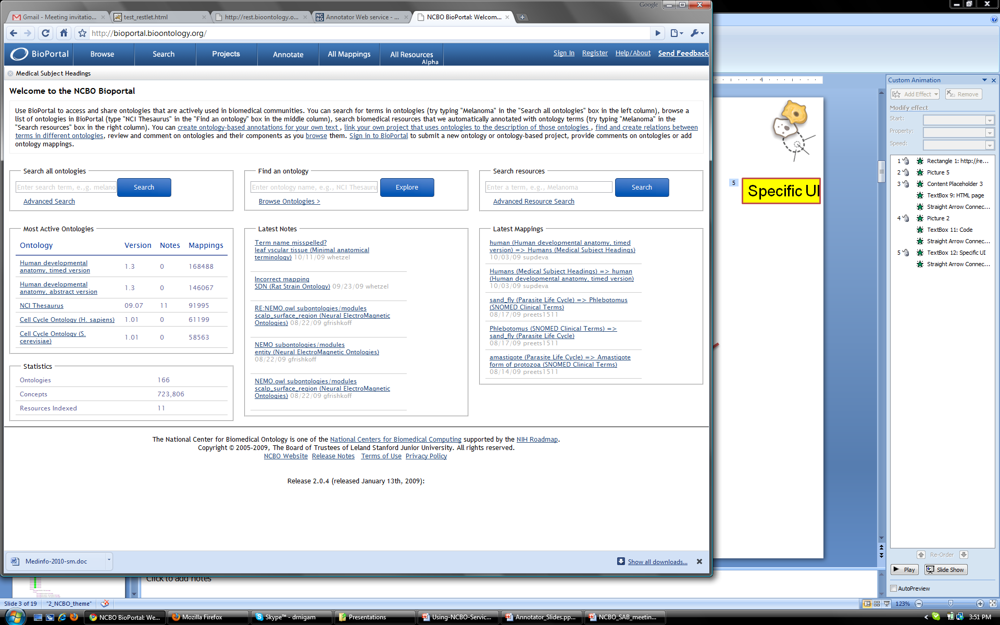 Google
Gmail - Meeting invitatio...
test_restlet.html
http://rest.bioontology.o...
NCBO
Annotator Web service - ...
NCBO BioPortal: Welcom...
http://bioportal.bioontology.org/
BioPortal
Browse
Search
Projects
Annotate
All Mappings
All Resources
Alpha
Sign In
Register
Help/About
Send Feedback
Medical Subject Headings
Welcome to the NCBO Bioportal
Use BioPortal to access and share ontologies that are actively used in biomedical communities. You can search for terms in ontologies (try typing "Melanoma" in the "Search all ontologies" box in the left column), browse a
list of ontologies in BioPortal (type "NCI Thesaurus" in the "Find an ontology" box in the middle column), search biomedical resources that we automatically annotated with ontology terms (try typing "Melanoma" in the
"Search resources" box in the right column). You can create ontology-based annotations for your own text , link your own project that uses ontologies to the description of those ontologies , find and create relations between
terms in different ontologies, review and comment on ontologies and their components as you browse them. Sign in to BioPortal to submit a new ontology or ontology-based project, provide comments on ontologies or add
ontology mappings.
Search all ontologies
Enter search term, e.,g. melano
Search
Advanced Search
Find an ontology
Enter ontology name, e.g., NCI Thesauru
Explore
Browse Ontologies >
Search resources
Enter a term, e.g., Melanoma
Search
Advanced Resource Search
Most Active Ontologies
Ontology Version Notes Mappings
Human developmental
anatomy, timed version 1.3 0 168488
Human developmental
anatomy, abstract version 1.3 0 146067
NCI Thesaurus 09.07 11 91995
Cell Cycle Ontology (H. sapiens) 1.01 0 61199
Cell Cycle Ontology (S.
cerevisiae) 1.01 0 58563
Statistics
Ontologies 166
Concepts 723,806
Resources Indexed 11
Latest Notes
Term name misspelled?
leaf vscular tissue (Minimal anatomical
terminology) 10/11/09 whetzel
Incorrect mapping
SDN (Rat Strain Ontology) 09/23/09 whetzel
RE:NEMO.owl subontologies/modules
scalp_surface_region (Neural ElectroMagnetic
Ontologies) 08/22/09 gfrishkoff
NEMO subontologies/modules
entity (Neural ElectroMagnetic Ontologies)
08/22/09 gfrishkoff
NEMO.owl subontologies/modules
scalp_surface_region (Neural ElectroMagnetic
Ontologies) 08/22/09 gfrishkoff
Latest Mappings
human (Human developmental anatomy, timed
version) => Humans (Medical Subject Headings)
10/03/09 supdeva
Humans (Medical Subject Headings) => human
(Human developmental anatomy, timed version)
10/03/09 supdeva
sand_fly (Parasite Life Cycle) => Phlebotomus
(SNOMED Clinical Terms)
08/17/09 preets1511
Phlebotomus (SNOMED Clinical Terms) =>
sand_fly (Parasite Life Cycle)
08/17/09 preets1511
amastigote (Parasite Life Cycle) => Amastigote
form of protozoa (SNOMED Clinical Terms)
08/14/09 preets1511
The National Center for Biomedical Ontology is one of the National Centers for Biomedical Computing supported by the NIH Roadmap.
Copyright © 2005-2009, The Board of Trustees of Leland Stanford Junior University. All rights reserved.
NCBO Website Release Notes Terms of Use Privacy Policy
Release 2.0.4 (released January 13th, 2009):
Medinfo-2010-sm.doc
Show all downloads...
4
5
Specific UI
Custom Animation
Add Effect
Remove
Modify effect
Start:
Property:
Speed:
1 Rectangle 1: http://re...
2 Picture 5
3 Content Placeholder 3
TextBox 9: HTML page
Straight Arrow Connec...
4 Picture 2
TextBox 11: Code
Straight Arrow Connec...
5 TextBox 12: Specific UI
Straight Arrow Connec...
Re-Order
Play
Slide Show
AutoPreview
Click to add notes
Slide 3 of 19
"2_NCBO_theme"
123%
NCBO BioPortal: We...
Mozilla Firefox
Skype™ - drnigam
Presentations
Using-NCBO-Servic...
Annotator_Slides.pp...
NCBO_SAB_meetin...
3:51 PM